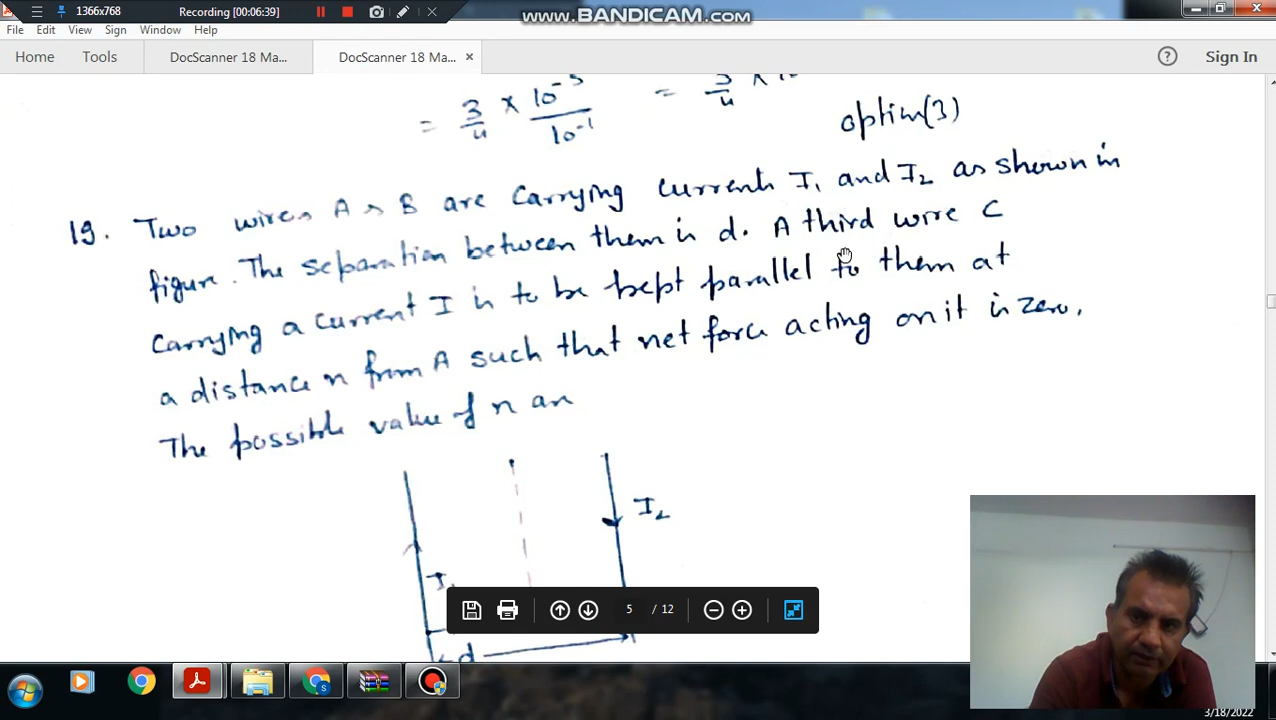 1366x768
Recording [00:06:39]
www.BANDICAM.com
File Edit View Sign Window Help
Home Tools DocScanner 18 Ma... DocScanner 18 Ma... ×
? Sign In
= 3/4 × 10⁻⁵/10⁻¹ = 3/4 ×
option(3)
19. Two wires A & B are carrying currents I₁ and I₂ as shown in
figure. The separation between them is d. A third wire C
carrying a current I is to be kept parallel to them at
a distance x from A such that net force acting on it is zero.
The possible value of x are
I₂
I₁
d
5 / 12
3/18/2022